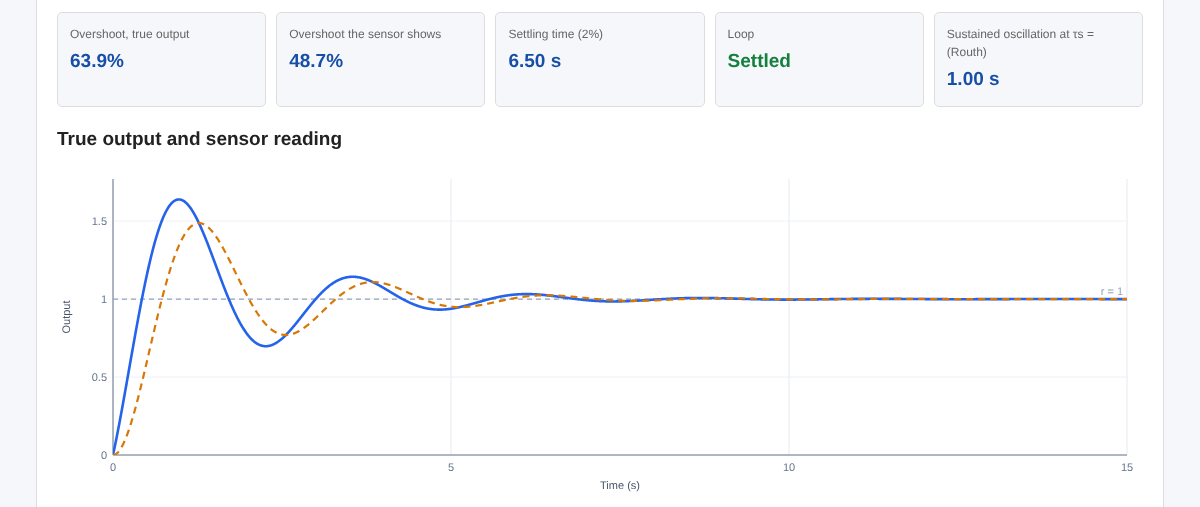 Overshoot, true output
63.9%
Overshoot the sensor shows
48.7%
Settling time (2%)
6.50 s
Loop
Settled
Sustained oscillation at τs =
(Routh)
1.00 s
True output and sensor reading
Output
1.5
1
0.5
0
r = 1
0
5
10
15
Time (s)